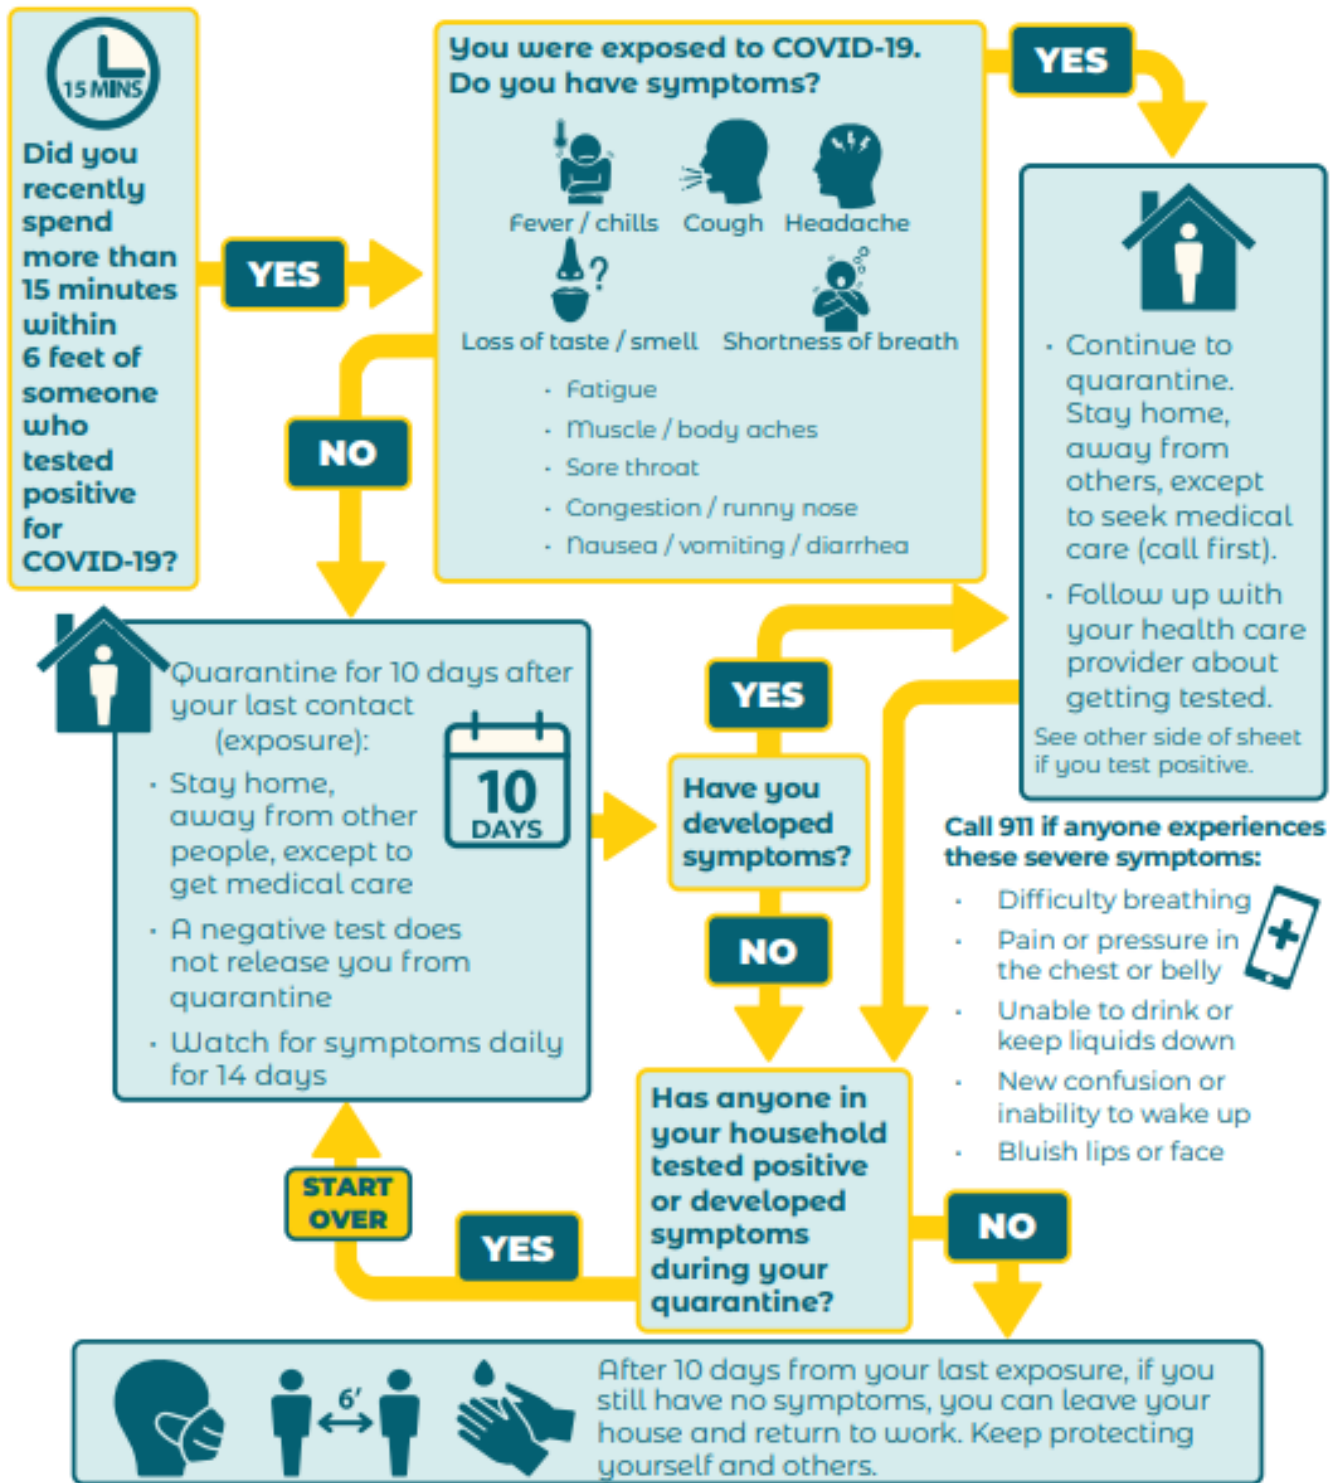 15 MINS
Did you
recently
spend
more than
15 minutes
within
6 feet of
someone
who
tested
positive
for
COVID-19?
YES
You were exposed to COVID-19.
Do you have symptoms?
Fever / chills
Cough
Headache
?
Loss of taste / smell
Shortness of breath
· Fatigue
· Muscle / body aches
· Sore throat
· Congestion / runny nose
· Nausea / vomiting / diarrhea
YES
· Continue to
quarantine.
Stay home,
away from
others, except
to seek medical
care (call first).
· Follow up with
your health care
provider about
getting tested.
See other side of sheet
if you test positive.
NO
Quarantine for 10 days after
your last contact
(exposure):
10
DAYS
· Stay home,
away from other
people, except to
get medical care
· A negative test does
not release you from
quarantine
· Watch for symptoms daily
for 14 days
Have you
developed
symptoms?
YES
NO
Call 911 if anyone experiences
these severe symptoms:
· Difficulty breathing
· Pain or pressure in
the chest or belly
· Unable to drink or
keep liquids down
· New confusion or
inability to wake up
· Bluish lips or face
Has anyone in
your household
tested positive
or developed
symptoms
during your
quarantine?
YES
START
OVER
NO
6'
After 10 days from your last exposure, if you
still have no symptoms, you can leave your
house and return to work. Keep protecting
yourself and others.